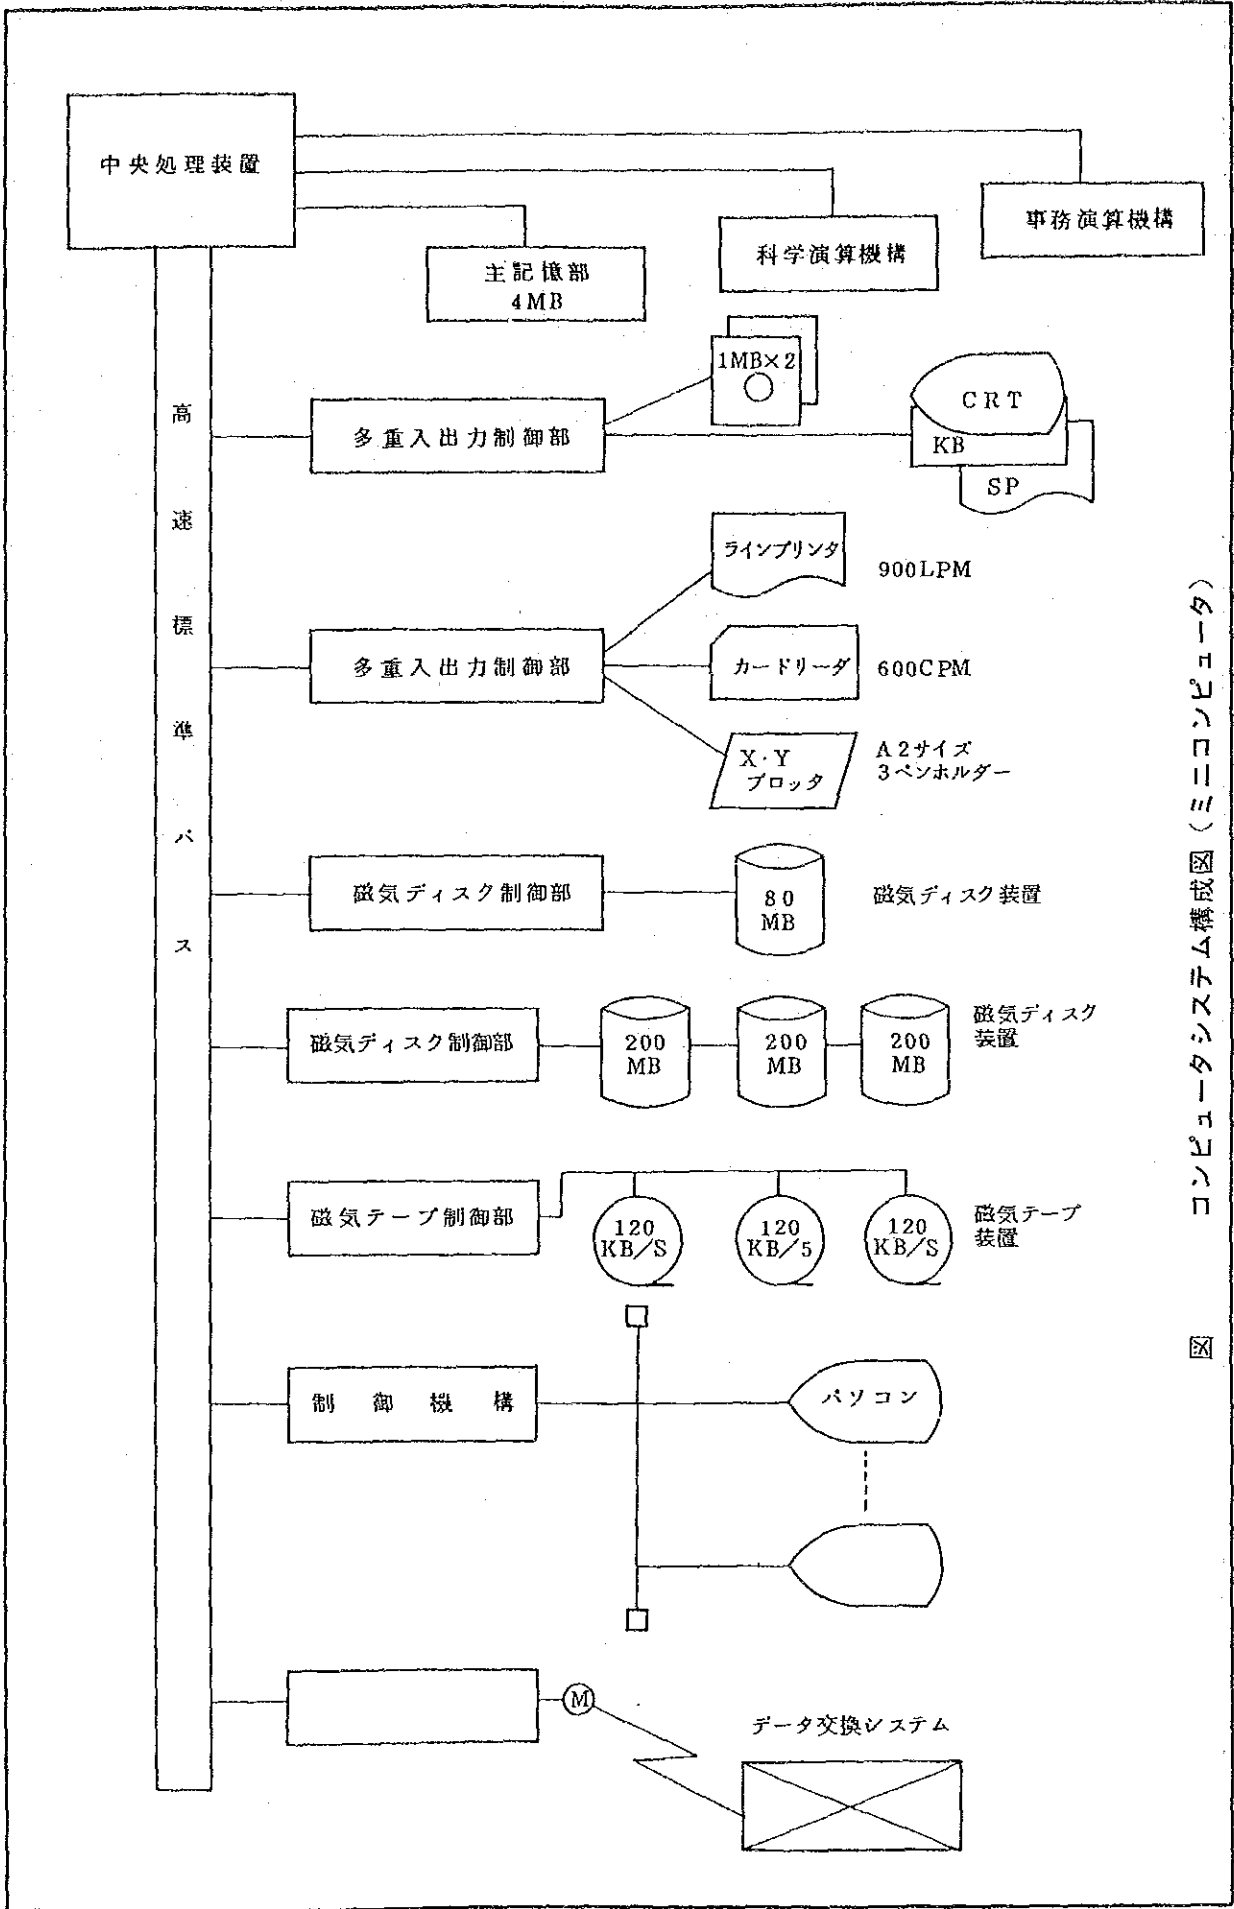 中央処理装置
事務演算機構
科学演算機構
主記憶部
4MB
高速標準バス
1MB×2
多重入出力制御部
CRT
KB
SP
ラインプリンタ
900LPM
多重入出力制御部
カードリーダ
600CPM
X・Y
プロッタ
A2サイズ
3ペンホルダー
磁気ディスク制御部
80
MB
磁気ディスク装置
磁気ディスク制御部
200
MB
200
MB
200
MB
磁気ディスク
装置
磁気テープ制御部
120
KB/S
120
KB/5
120
KB/S
磁気テープ
装置
制御機構
パソコン
M
データ交換システム
図 コンピュータシステム構成図(ミニコンピュータ)